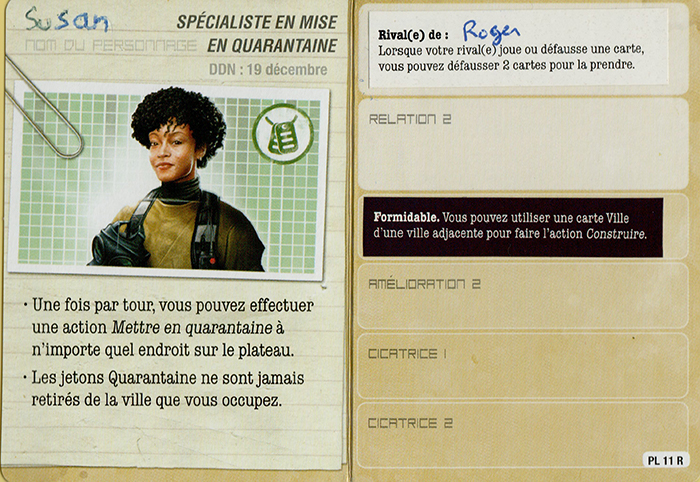 Susan
NOM DU PERSONNAGE
SPÉCIALISTE EN MISE
EN QUARANTAINE
DDN : 19 décembre
· Une fois par tour, vous pouvez effectuer
une action Mettre en quarantaine à
n'importe quel endroit sur le plateau.
· Les jetons Quarantaine ne sont jamais
retirés de la ville que vous occupez.
Rival(e) de : Roger
Lorsque votre rival(e) joue ou défausse une carte,
vous pouvez défausser 2 cartes pour la prendre.
RELATION 2
Formidable. Vous pouvez utiliser une carte Ville
d'une ville adjacente pour faire l'action Construire.
AMÉLIORATION 2
CICATRICE 1
CICATRICE 2
PL 11 R